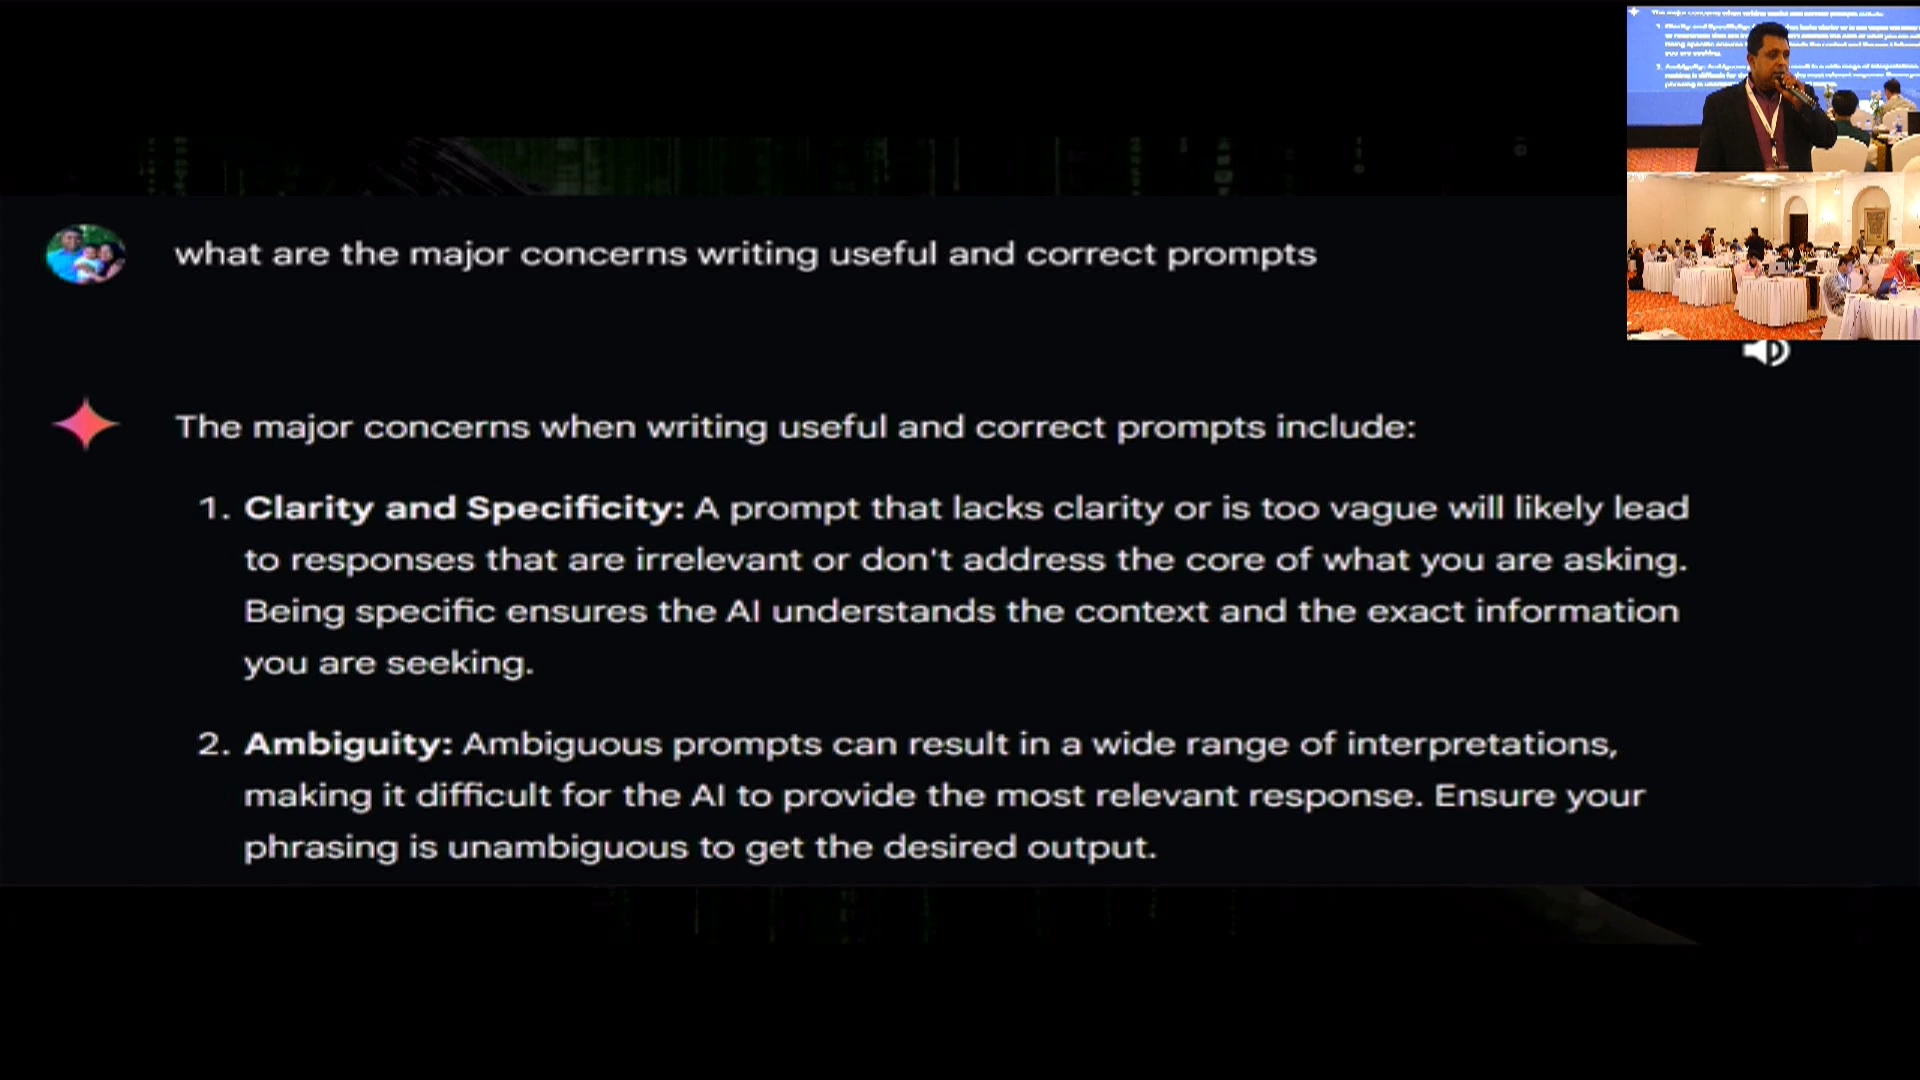 what are the major concerns writing useful and correct prompts
The major concerns when writing useful and correct prompts include:
1. Clarity and Specificity: A prompt that lacks clarity or is too vague will likely lead
to responses that are irrelevant or don't address the core of what you are asking.
Being specific ensures the AI understands the context and the exact information
you are seeking.
2. Ambiguity: Ambiguous prompts can result in a wide range of interpretations,
making it difficult for the AI to provide the most relevant response. Ensure your
phrasing is unambiguous to get the desired output.